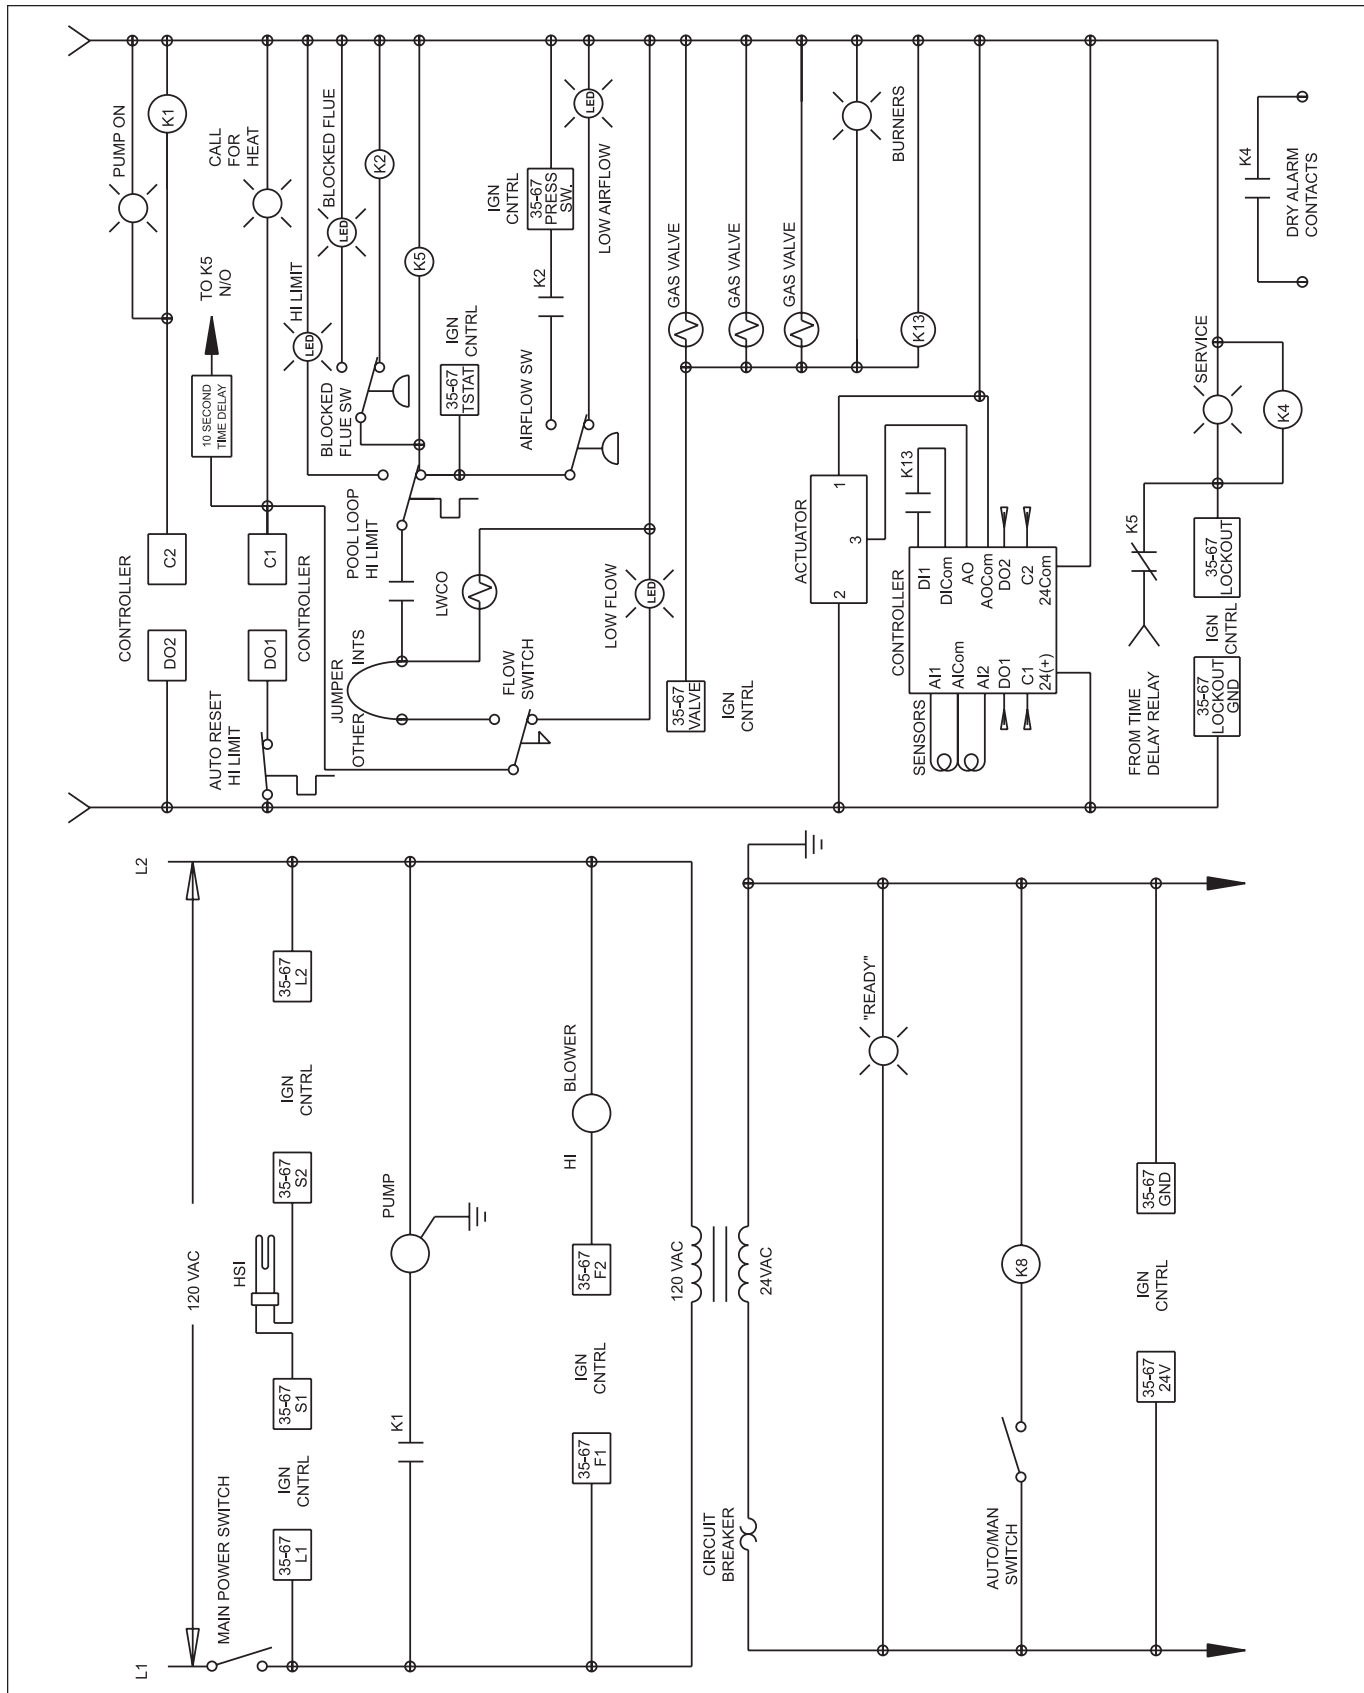 L1
L2
120 VAC
MAIN POWER SWITCH
35-67
L1
IGN
CNTRL
35-67
S1
HSI
35-67
S2
IGN
CNTRL
35-67
L2
K1
PUMP
35-67
F1
IGN
CNTRL
35-67
F2
HI
BLOWER
120 VAC
24VAC
CIRCUIT
BREAKER
"READY"
AUTO/MAN
SWITCH
K8
35-67
24V
IGN
CNTRL
35-67
GND
PUMP ON
K1
CONTROLLER
DO2
C2
CALL
FOR
HEAT
AUTO RESET
HI LIMIT
DO1
C1
CONTROLLER
10 SECOND
TIME DELAY
TO K5
N/O
HI LIMIT
LED
BLOCKED FLUE
LED
BLOCKED
FLUE SW
K2
K5
JUMPER
OTHER
INTS
POOL LOOP
HI LIMIT
LWCO
35-67
TSTAT
IGN
CNTRL
FLOW
SWITCH
AIRFLOW SW
K2
35-67
PRESS
SW.
IGN
CNTRL
LED
LOW AIRFLOW
LOW FLOW
LED
35-67
VALVE
IGN
CNTRL
GAS VALVE
GAS VALVE
GAS VALVE
BURNERS
K13
ACTUATOR
2
3
1
K13
CONTROLLER
SENSORS
AI1
AICom
AI2
DO1
C1
24(+)
DI1
DICom
AO
AOCom
DO2
C2
24Com
FROM TIME
DELAY RELAY
K5
35-67
LOCKOUT
GND
IGN
CNTRL
35-67
LOCKOUT
SERVICE
K4
K4
DRY ALARM
CONTACTS